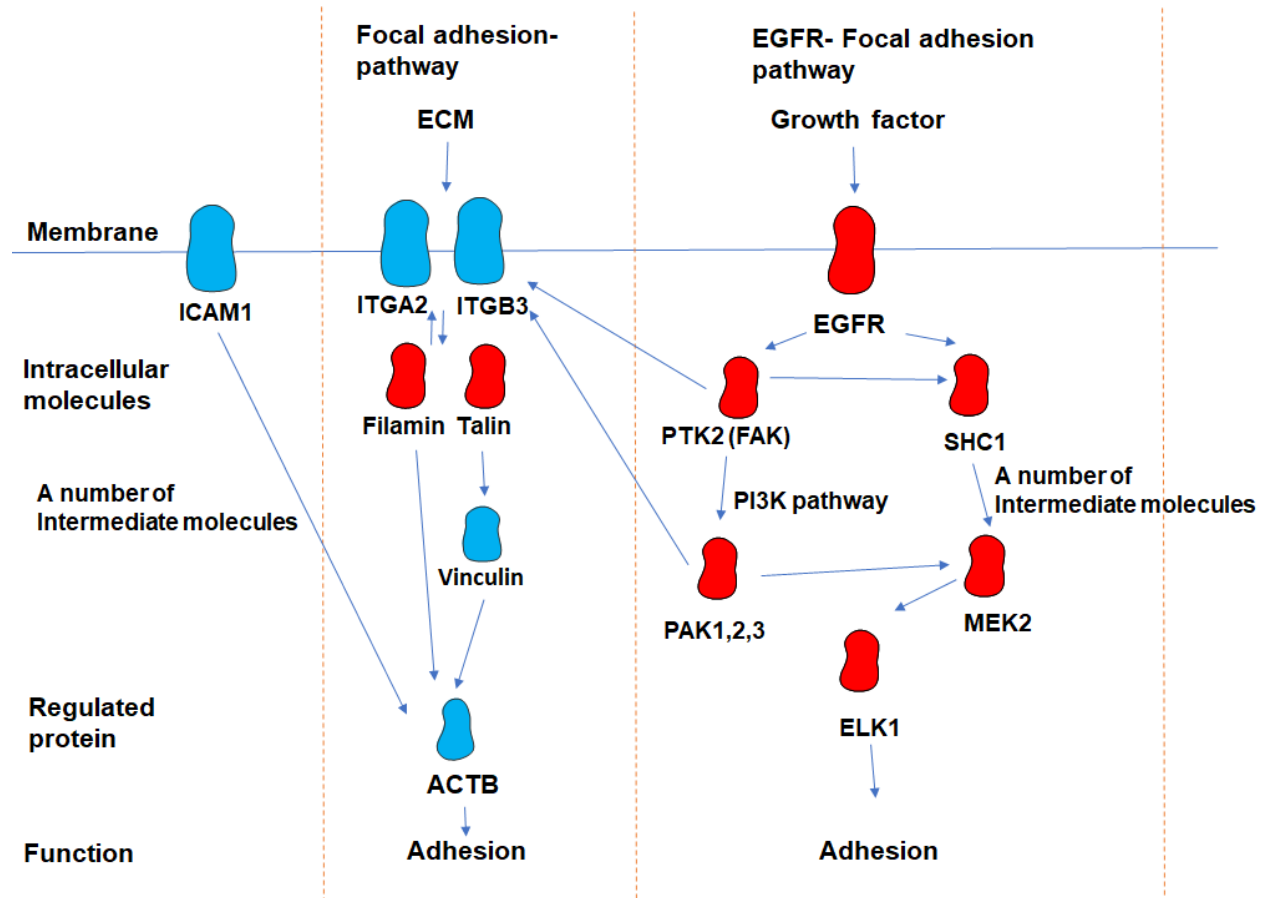 Focal adhesion-
pathway
EGFR- Focal adhesion
pathway
ECM
Growth factor
Membrane
ICAM1
ITGA2
ITGB3
EGFR
Intracellular
molecules
Filamin
Talin
PTK2 (FAK)
SHC1
A number of
Intermediate molecules
PI3K pathway
A number of
Intermediate molecules
Vinculin
PAK1,2,3
MEK2
Regulated
protein
ELK1
ACTB
Function
Adhesion
Adhesion